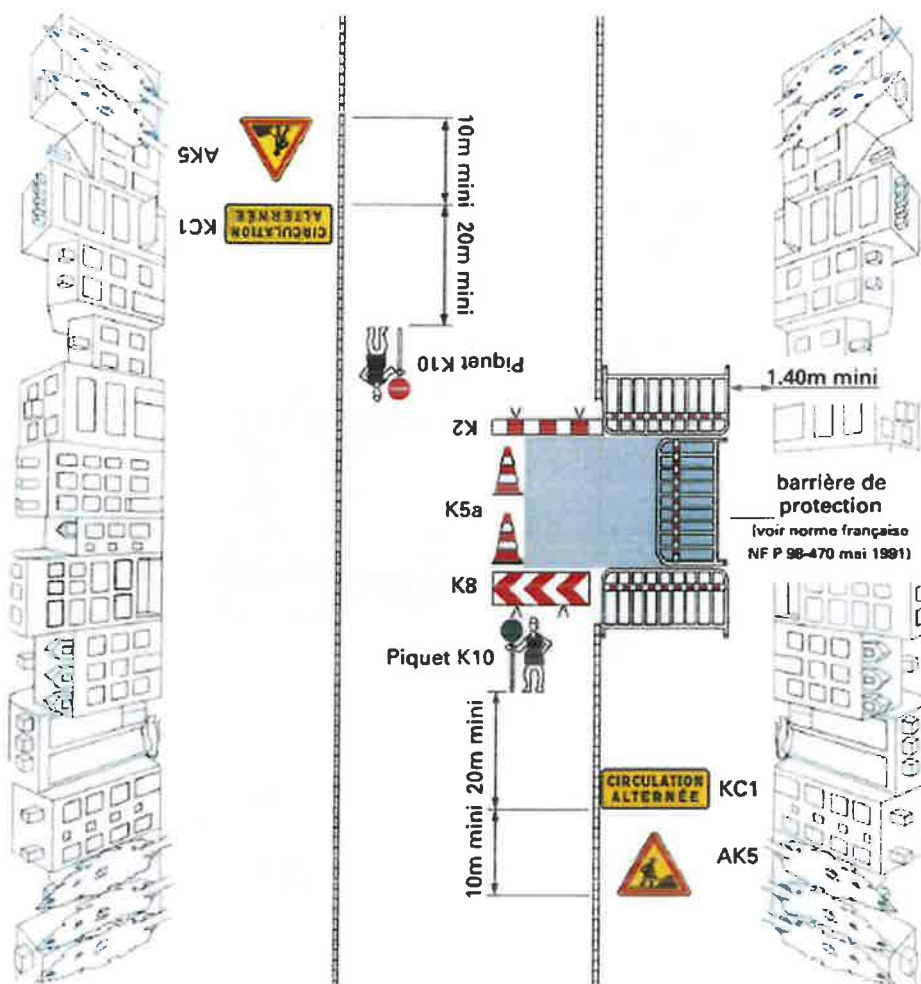 AK5
KC1
CIRCULATION
ALTERNÉE
10m mini
20m mini
Piquet K10
1.40m mini
K2
K5a
barrière de
protection
(voir norme française
NF P 98-470 mai 1991)
K8
Piquet K10
20m mini
10m mini
CIRCULATION
ALTERNÉE
KC1
AK5